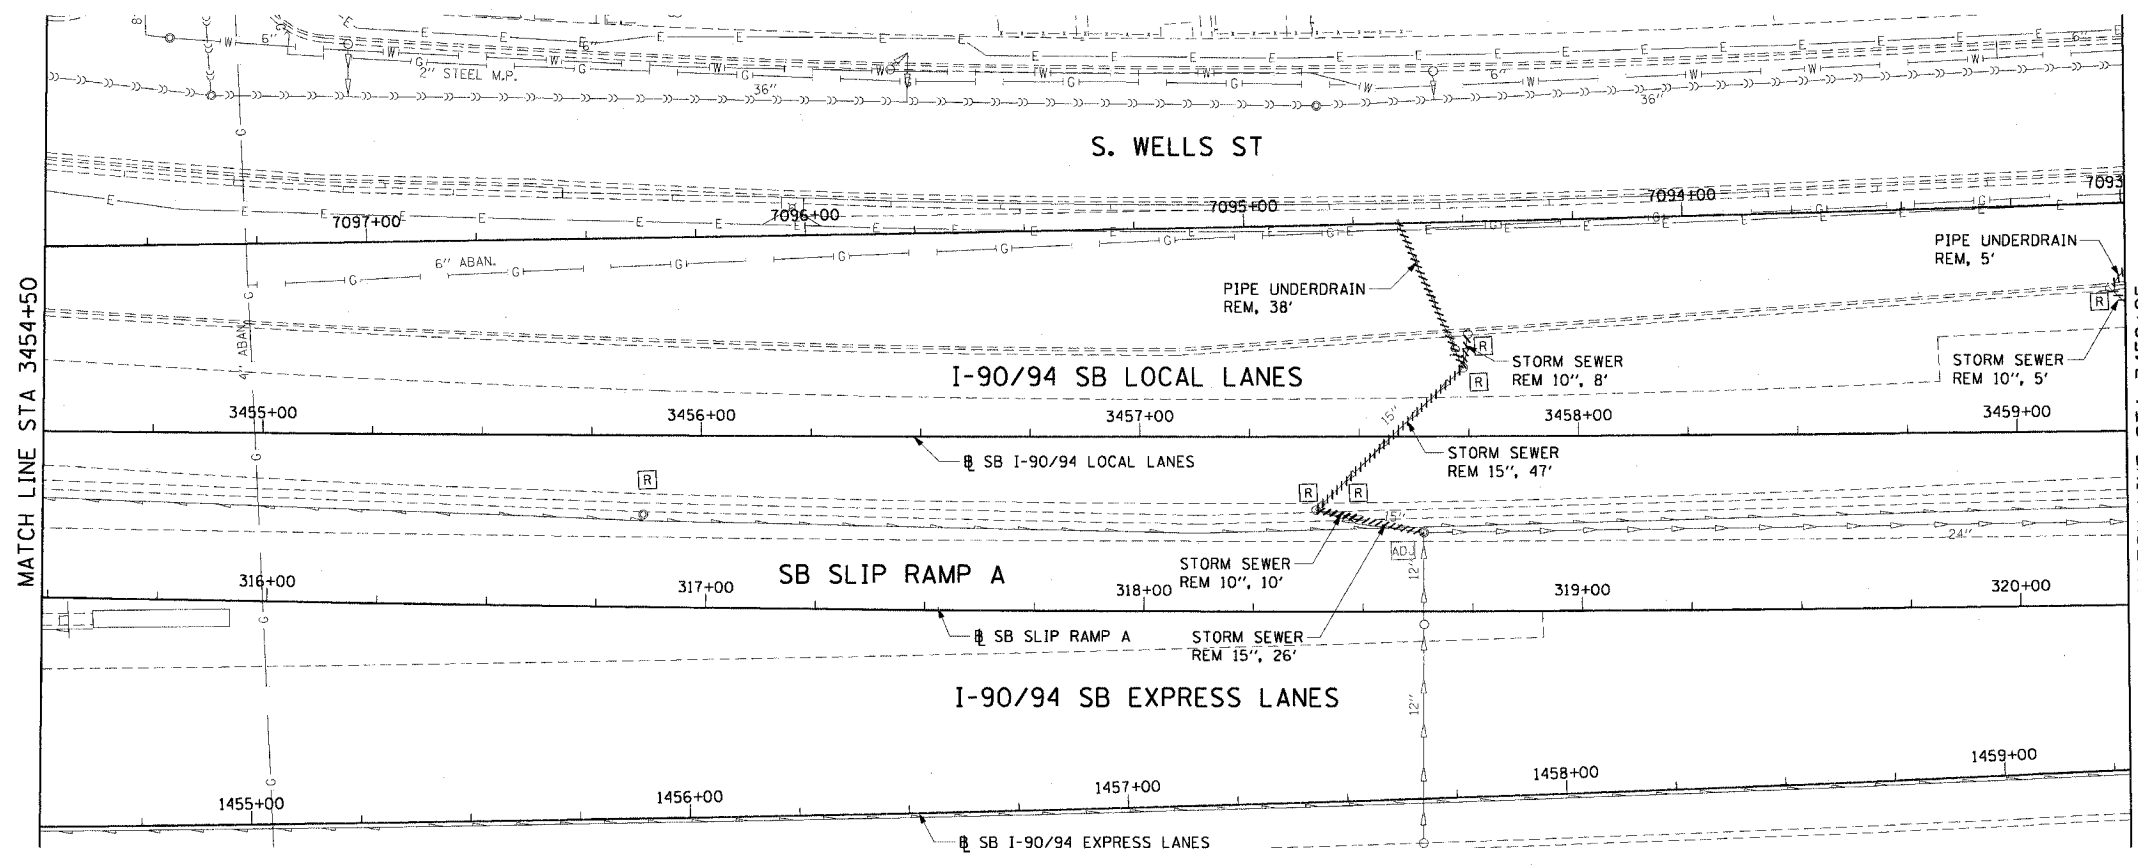 8"
6"
E
E
E
E
E
E
W
W
W
W
W
6"
6"
6"
G
G
G
G
G
2" STEEL M.P.
36"
36"
S. WELLS ST
7097+00
7096+00
7095+00
7094+00
7093
6" ABAN.
4" ABAN.
PIPE UNDERDRAIN
REM, 38'
PIPE UNDERDRAIN
REM, 5'
R
STORM SEWER
REM 10", 8'
R
R
STORM SEWER
REM 10", 5'
MATCH LINE STA 3454+50
I-90/94 SB LOCAL LANES
3455+00
3456+00
3457+00
3458+00
3459+00
15"
STORM SEWER
REM 15", 47'
℄ SB I-90/94 LOCAL LANES
R
R
R
15"
24"
ADJ
12"
STORM SEWER
REM 10", 10'
SB SLIP RAMP A
316+00
317+00
318+00
319+00
320+00
℄ SB SLIP RAMP A
STORM SEWER
REM 15", 26'
I-90/94 SB EXPRESS LANES
12"
1455+00
1456+00
1457+00
1458+00
1459+00
℄ SB I-90/94 EXPRESS LANES